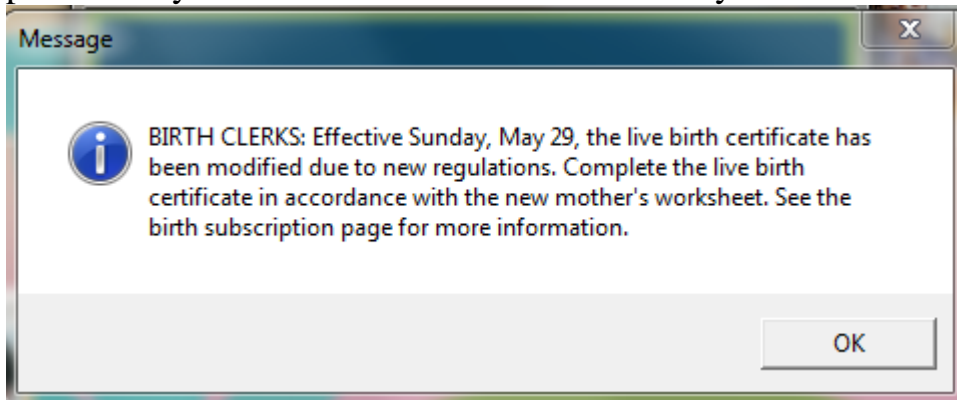 Message
BIRTH CLERKS: Effective Sunday, May 29, the live birth certificate has
been modified due to new regulations. Complete the live birth
certificate in accordance with the new mother's worksheet. See the
birth subscription page for more information.
OK